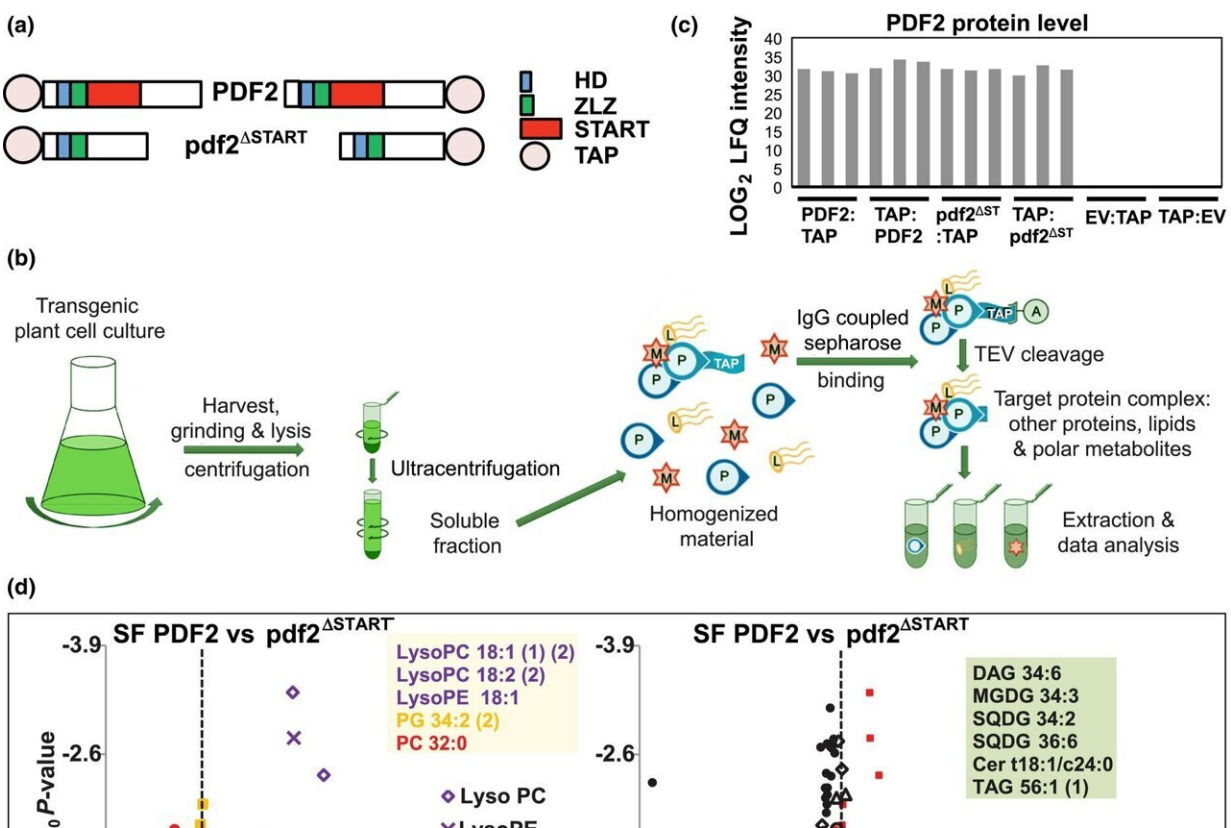 (a)
PDF2
pdf2ΔSTART
HD
ZLZ
START
TAP
(c)
PDF2 protein level
LOG2 LFQ intensity
40
35
30
25
20
15
10
5
0
PDF2:
TAP
TAP:
PDF2
pdf2ΔST
:TAP
TAP:
pdf2ΔST
EV:TAP
TAP:EV
(b)
Transgenic
plant cell culture
Harvest,
grinding & lysis
centrifugation
Ultracentrifugation
Soluble
fraction
M
L
P
P
TAP
M
P
P
L
M
L
M
P
Homogenized
material
IgG coupled
sepharose
binding
M
L
P
P
TAP
A
TEV cleavage
M
L
P
P
Target protein complex:
other proteins, lipids
& polar metabolites
Extraction &
data analysis
(d)
SF PDF2 vs pdf2ΔSTART
-3.9
-2.6
P-value
LysoPC 18:1 (1) (2)
LysoPC 18:2 (2)
LysoPE 18:1
PG 34:2 (2)
PC 32:0
Lyso PC
LysoPE
SF PDF2 vs pdf2ΔSTART
-3.9
-2.6
DAG 34:6
MGDG 34:3
SQDG 34:2
SQDG 36:6
Cer t18:1/c24:0
TAG 56:1 (1)